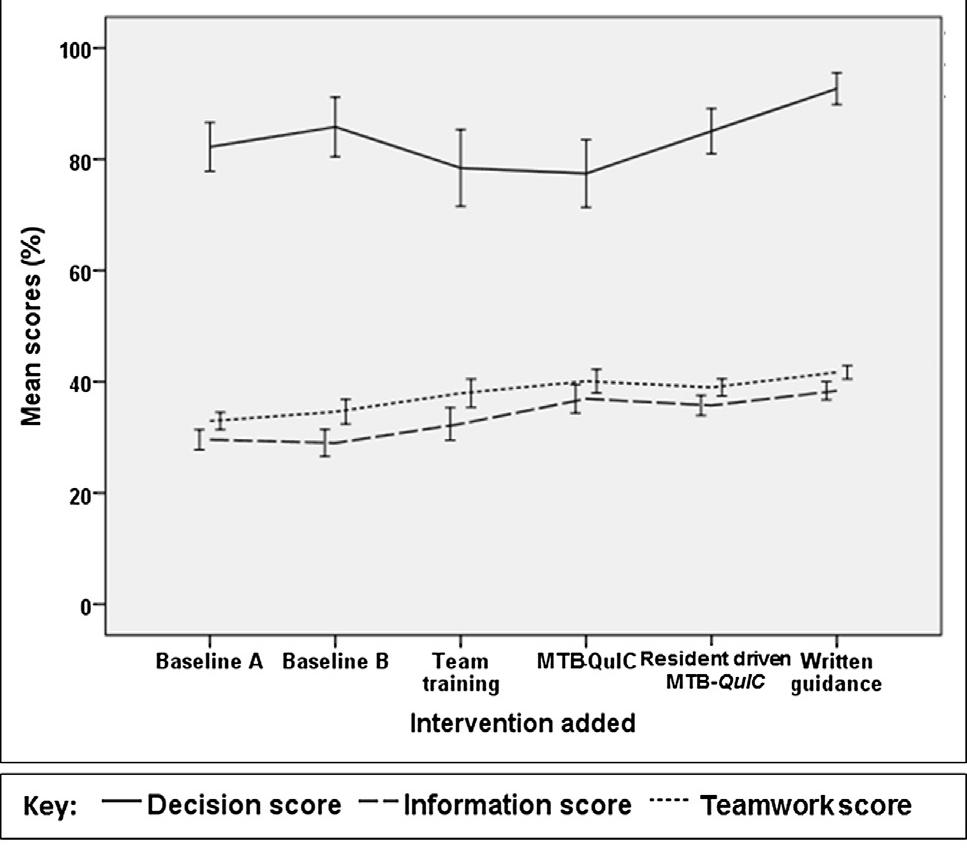 Mean scores (%)
100
80
60
40
20
0
Baseline A Baseline B Team training MTB-QuIC Resident driven MTB-QuIC Written guidance
Intervention added
Key: Decision score Information score Teamwork score